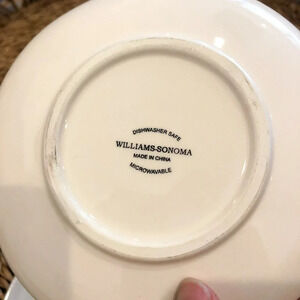 DISHWASHER SAFE
WILLIAMS-SONOMA
MADE IN CHINA
MICROWAVABLE